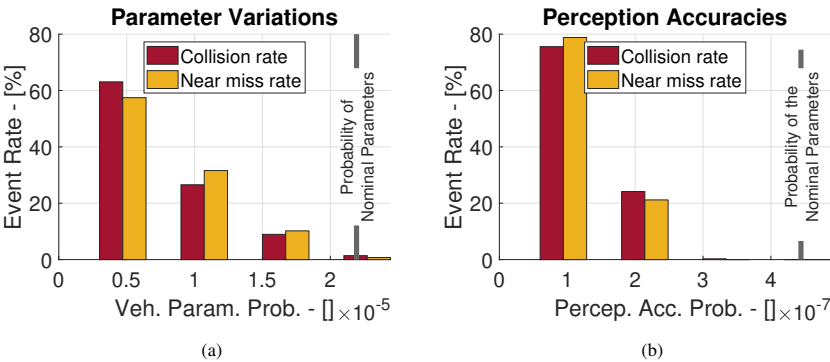 Parameter Variations
Event Rate - [%]
80
60
40
20
0
Collision rate
Near miss rate
Probability of
Nominal Parameters
0
0.5
1
1.5
2
Veh. Param. Prob. - []
×10⁻⁵
(a)
Perception Accuracies
Event Rate - [%]
80
60
40
20
0
Collision rate
Near miss rate
Probability of the
Nominal Parameters
0
1
2
3
4
Percep. Acc. Prob. - []
×10⁻⁷
(b)